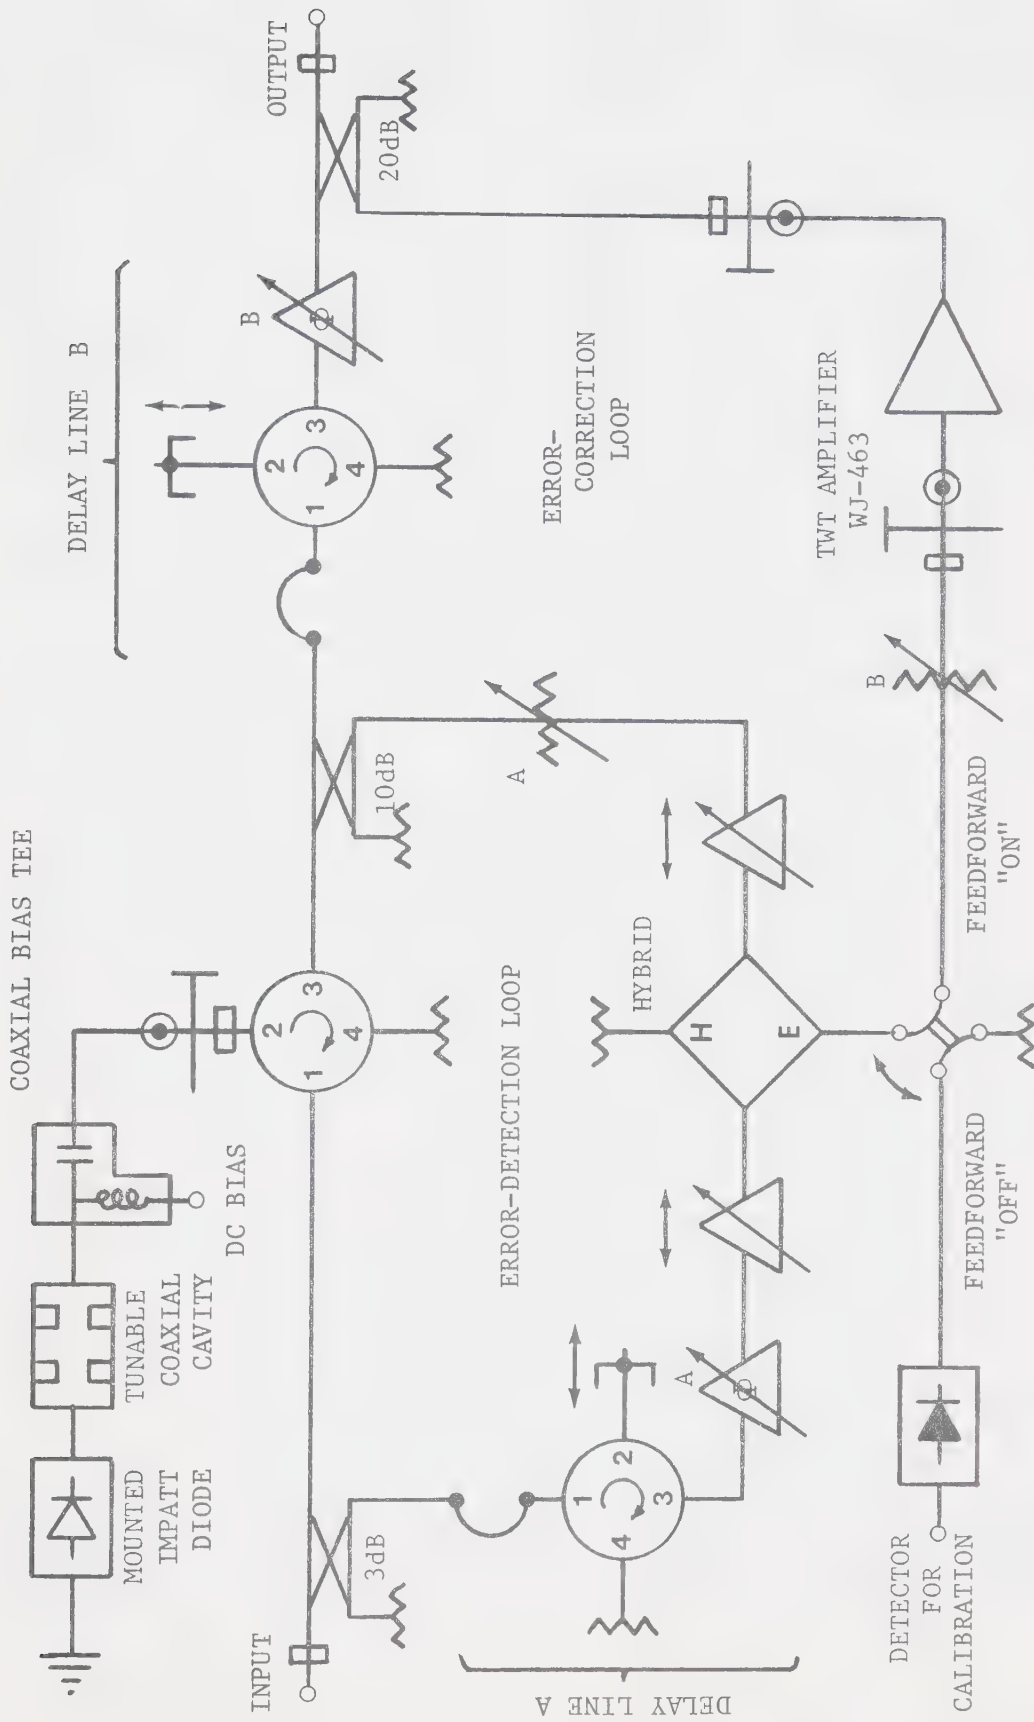 COAXIAL BIAS TEE
DELAY LINE B
MOUNTED
IMPATT
DIODE
TUNABLE
COAXIAL
CAVITY
DC BIAS
INPUT
3dB
1
2
3
4
10dB
1
2
3
4
B
OUTPUT
20dB
ERROR-DETECTION LOOP
ERROR-
CORRECTION
LOOP
A
DELAY LINE A
1
2
3
4
A
Φ
Φ
HYBRID
H
E
TWT AMPLIFIER
WJ-463
B
DETECTOR
FOR
CALIBRATION
FEEDFORWARD
"OFF"
FEEDFORWARD
"ON"